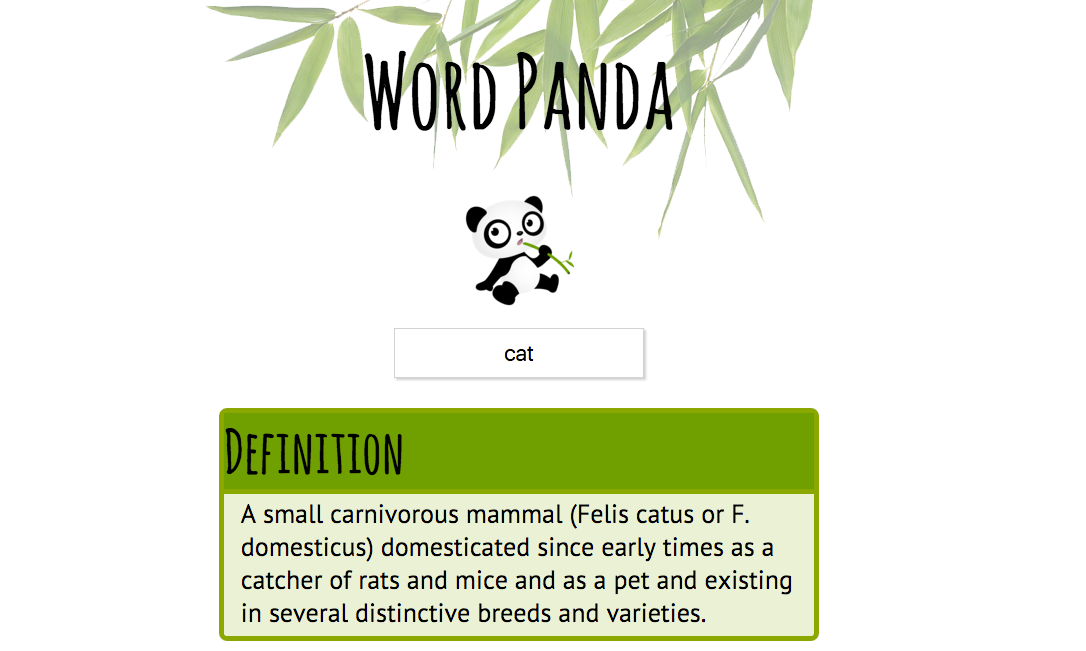 Word Panda
cat
Definition
A small carnivorous mammal (Felis catus or F.
domesticus) domesticated since early times as a
catcher of rats and mice and as a pet and existing
in several distinctive breeds and varieties.